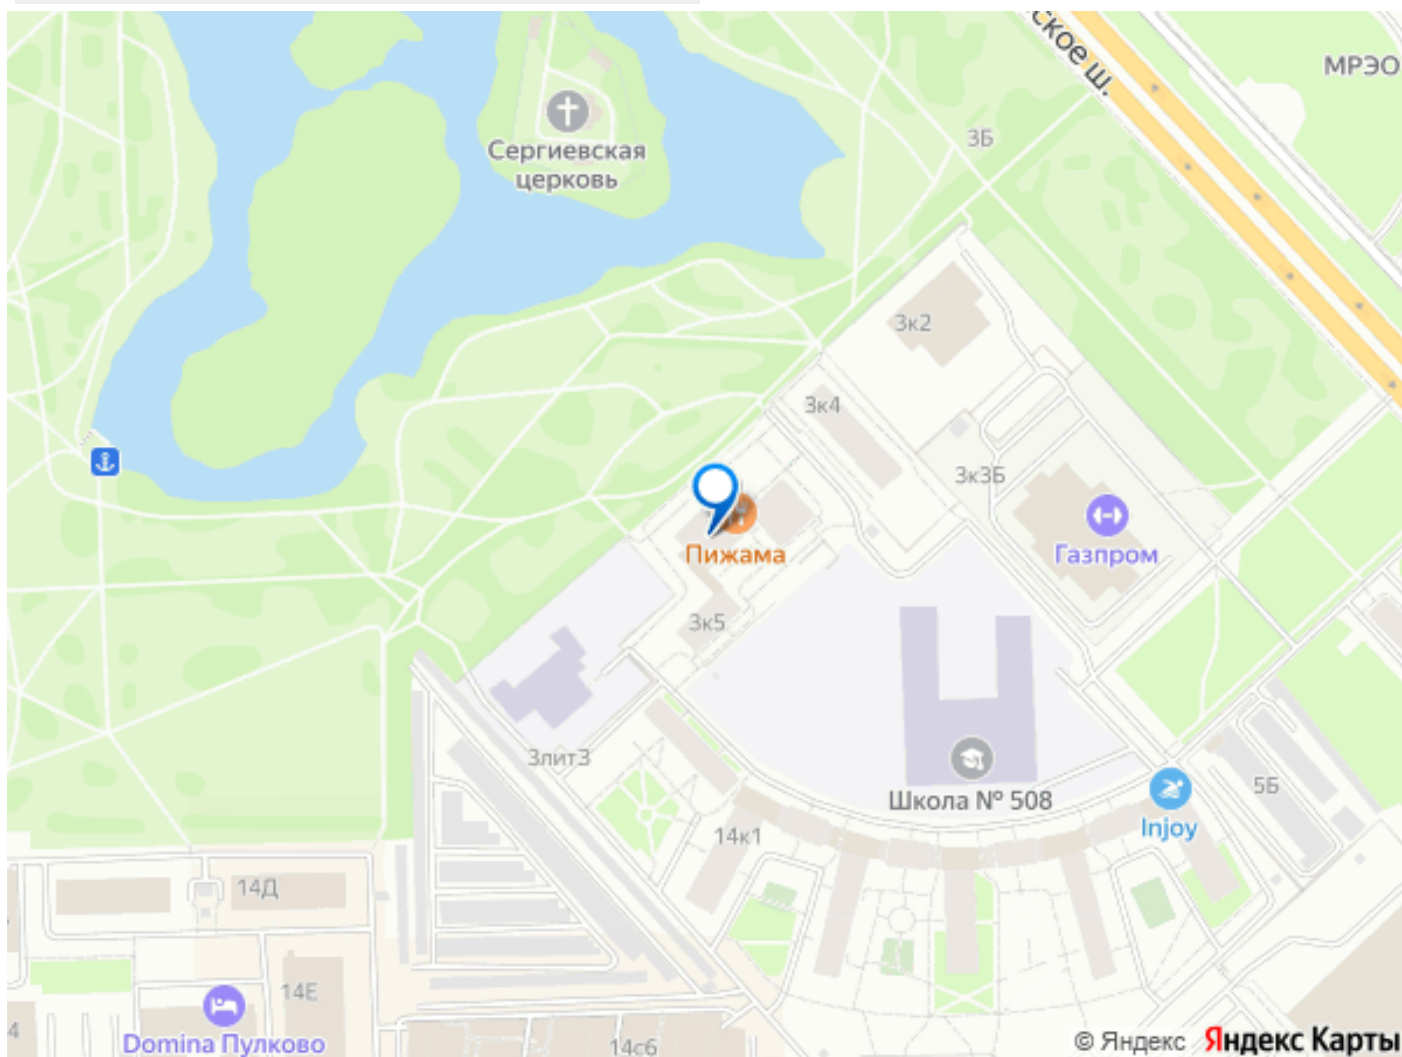 ское ш.
МРЭО
3Б
Сергиевская
церковь
3к2
3к4
3к3Б
Газпром
Пижама
3к5
3лит3
Школа № 508
5Б
Injoy
14к1
14Д
14Е
4
Domina Пулково
14с6
© Яндекс Яндекс Карты